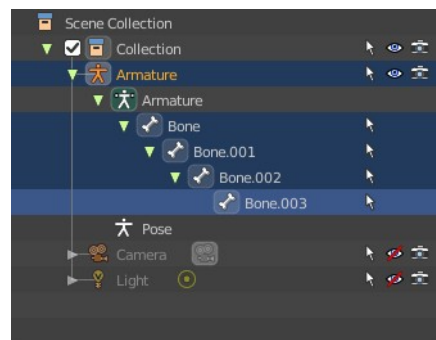 Scene Collection
Collection
Armature
Armature
Bone
Bone.001
Bone.002
Bone.003
Pose
Camera
Light